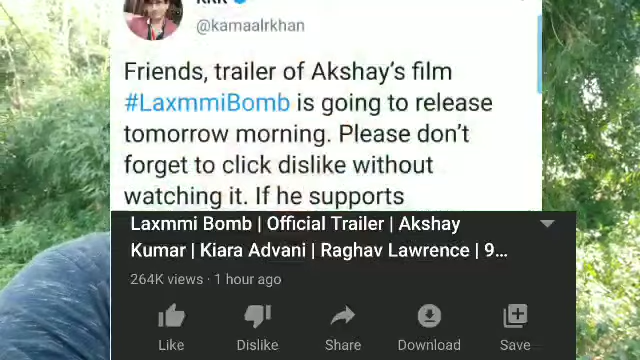 @kamaalrkhan
Friends, trailer of Akshay's film
#LaxmmiBomb is going to release
tomorrow morning. Please don't
forget to click dislike without
watching it. If he supports
Laxmmi Bomb | Official Trailer | Akshay
Kumar | Kiara Advani | Raghav Lawrence | 9...
264K views · 1 hour ago
Like Dislike Share Download Save